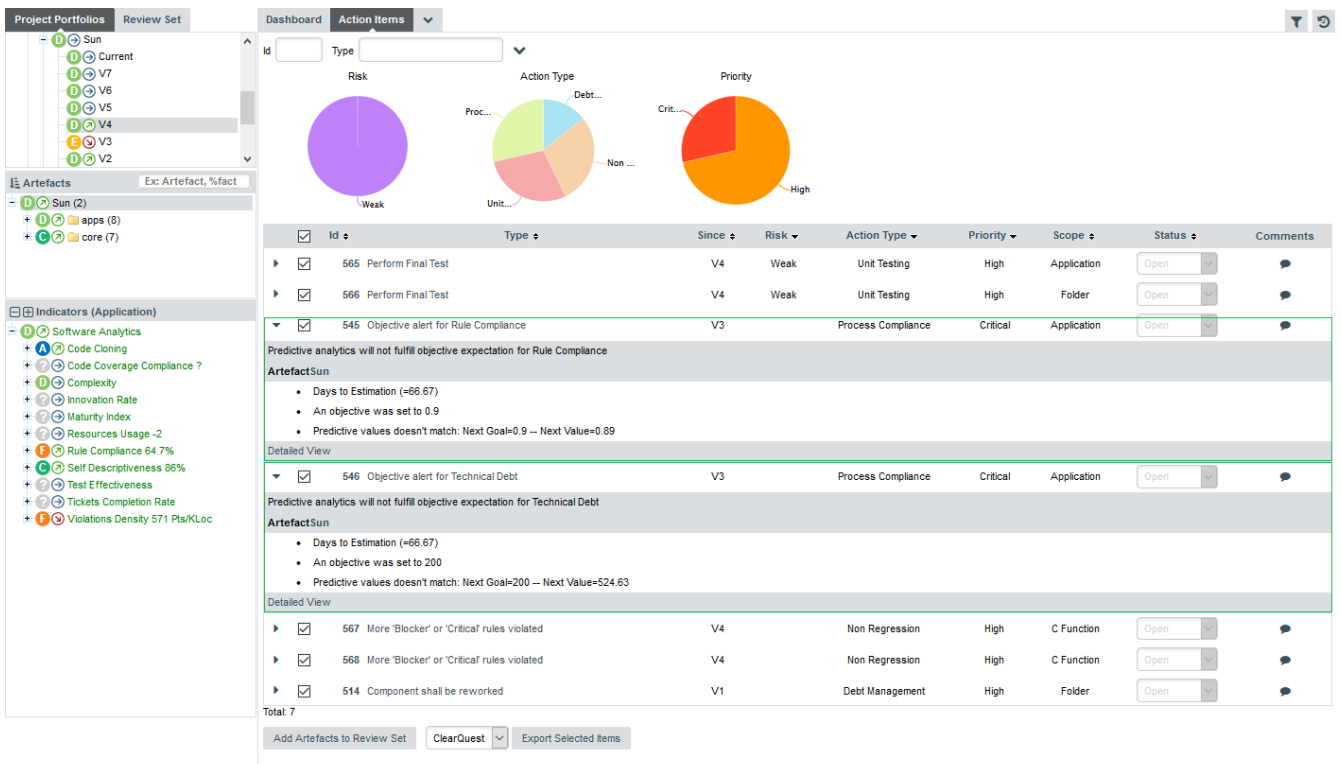 Project Portfolios Review Set
D Sun
D Current
D V7
D V6
D V5
D V4
E V3
D V2
Artefacts Ex: Artefact, %fact
D Sun (2)
D apps (8)
C core (7)
Indicators (Application)
D Software Analytics
A Code Cloning
? Code Coverage Compliance ?
D Complexity
? Innovation Rate
? Maturity Index
? Resources Usage -2
F Rule Compliance 64.7%
C Self Descriptiveness 86%
? Test Effectiveness
? Tickets Completion Rate
F Violations Density 571 Pts/KLoc
Dashboard Action Items
Id Type
Risk
Weak
Action Type
Debt...
Proc...
Non ...
Unit...
Priority
Crit...
High
Id Type Since Risk Action Type Priority Scope Status Comments
565 Perform Final Test V4 Weak Unit Testing High Application Open
566 Perform Final Test V4 Weak Unit Testing High Folder Open
545 Objective alert for Rule Compliance V3 Process Compliance Critical Application Open
Predictive analytics will not fulfill objective expectation for Rule Compliance
ArtefactSun
• Days to Estimation (=66.67)
• An objective was set to 0.9
• Predictive values doesn't match: Next Goal=0.9 -- Next Value=0.89
Detailed View
546 Objective alert for Technical Debt V3 Process Compliance Critical Application Open
Predictive analytics will not fulfill objective expectation for Technical Debt
ArtefactSun
• Days to Estimation (=66.67)
• An objective was set to 200
• Predictive values doesn't match: Next Goal=200 -- Next Value=524.63
Detailed View
567 More 'Blocker' or 'Critical' rules violated V4 Non Regression High C Function Open
568 More 'Blocker' or 'Critical' rules violated V4 Non Regression High C Function Open
514 Component shall be reworked V1 Debt Management High Folder Open
Total: 7
Add Artefacts to Review Set ClearQuest Export Selected Items